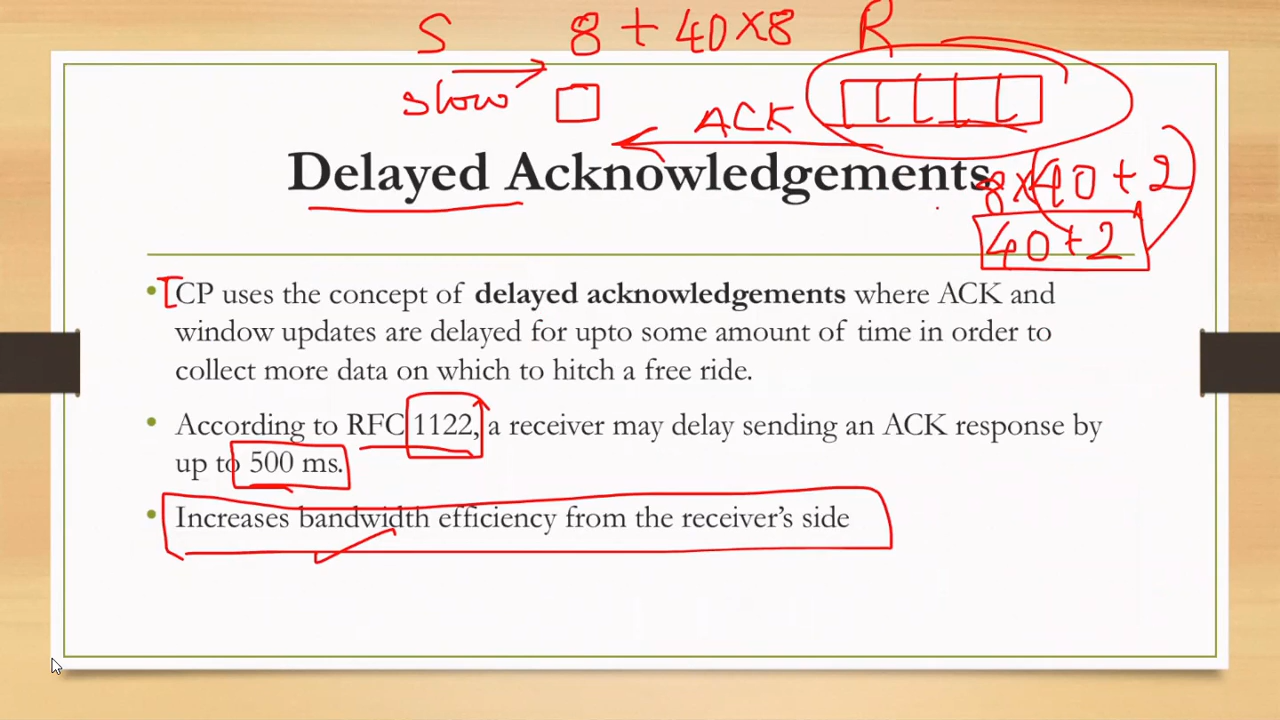 S 8 + 40×8 R
slow
ACK
Delayed Acknowledgements
8×(40+2)
40+2
TCP uses the concept of delayed acknowledgements where ACK and
window updates are delayed for upto some amount of time in order to
collect more data on which to hitch a free ride.
According to RFC 1122, a receiver may delay sending an ACK response by
up to 500 ms.
Increases bandwidth efficiency from the receiver's side